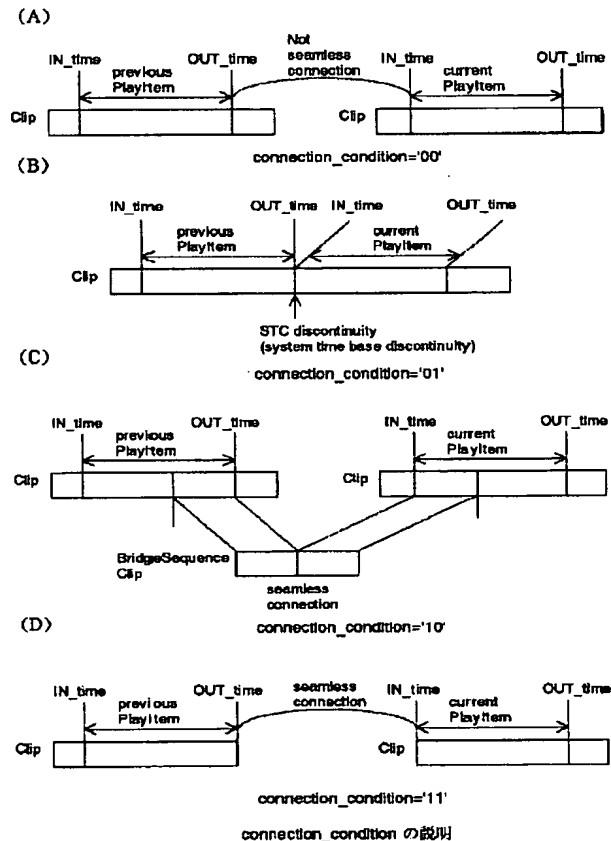 (A)
Not
seamless
connection
IN_time
previous
PlayItem
OUT_time
IN_time
current
PlayItem
OUT_time
Clip
Clip
connection_condition='00'
(B)
IN_time
OUT_time
IN_time
OUT_time
previous
PlayItem
current
PlayItem
Clip
STC discontinuity
(system time base discontinuity)
connection_condition='01'
(C)
IN_time
previous
PlayItem
OUT_time
IN_time
current
PlayItem
OUT_time
Clip
Clip
BridgeSequence
Clip
seamless
connection
connection_condition='10'
(D)
IN_time
previous
PlayItem
OUT_time
seamless
connection
IN_time
current
PlayItem
OUT_time
Clip
Clip
connection_condition='11'
connection_condition の説明